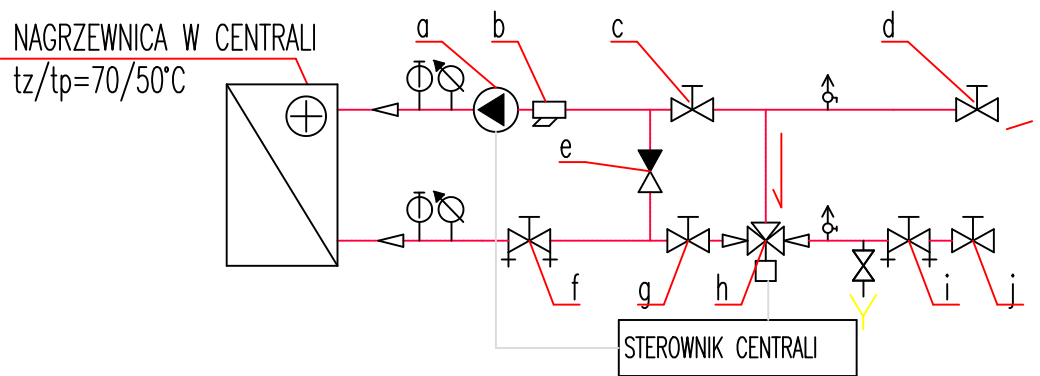 NAGRZEWNICA W CENTRALI
tz/tp=70/50°C
a
b
c
d
e
f
g
h
i
j
STEROWNIK CENTRALI